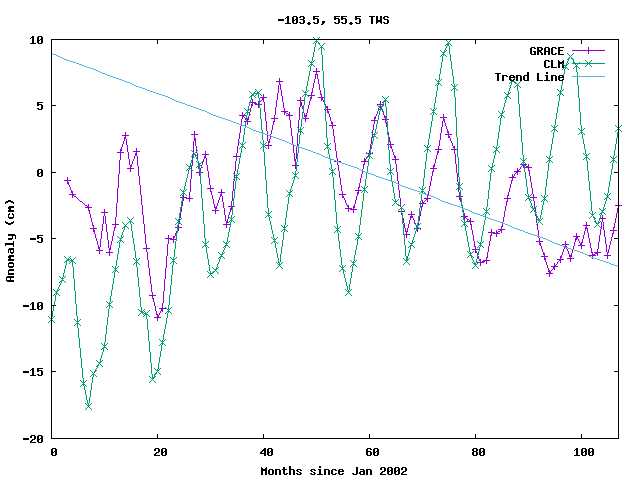 -103.5, 55.5 TWS
GRACE
CLM
Trend Line
10
5
0
-5
-10
-15
-20
Anomaly (cm)
0 20 40 60 80 100
Months since Jan 2002